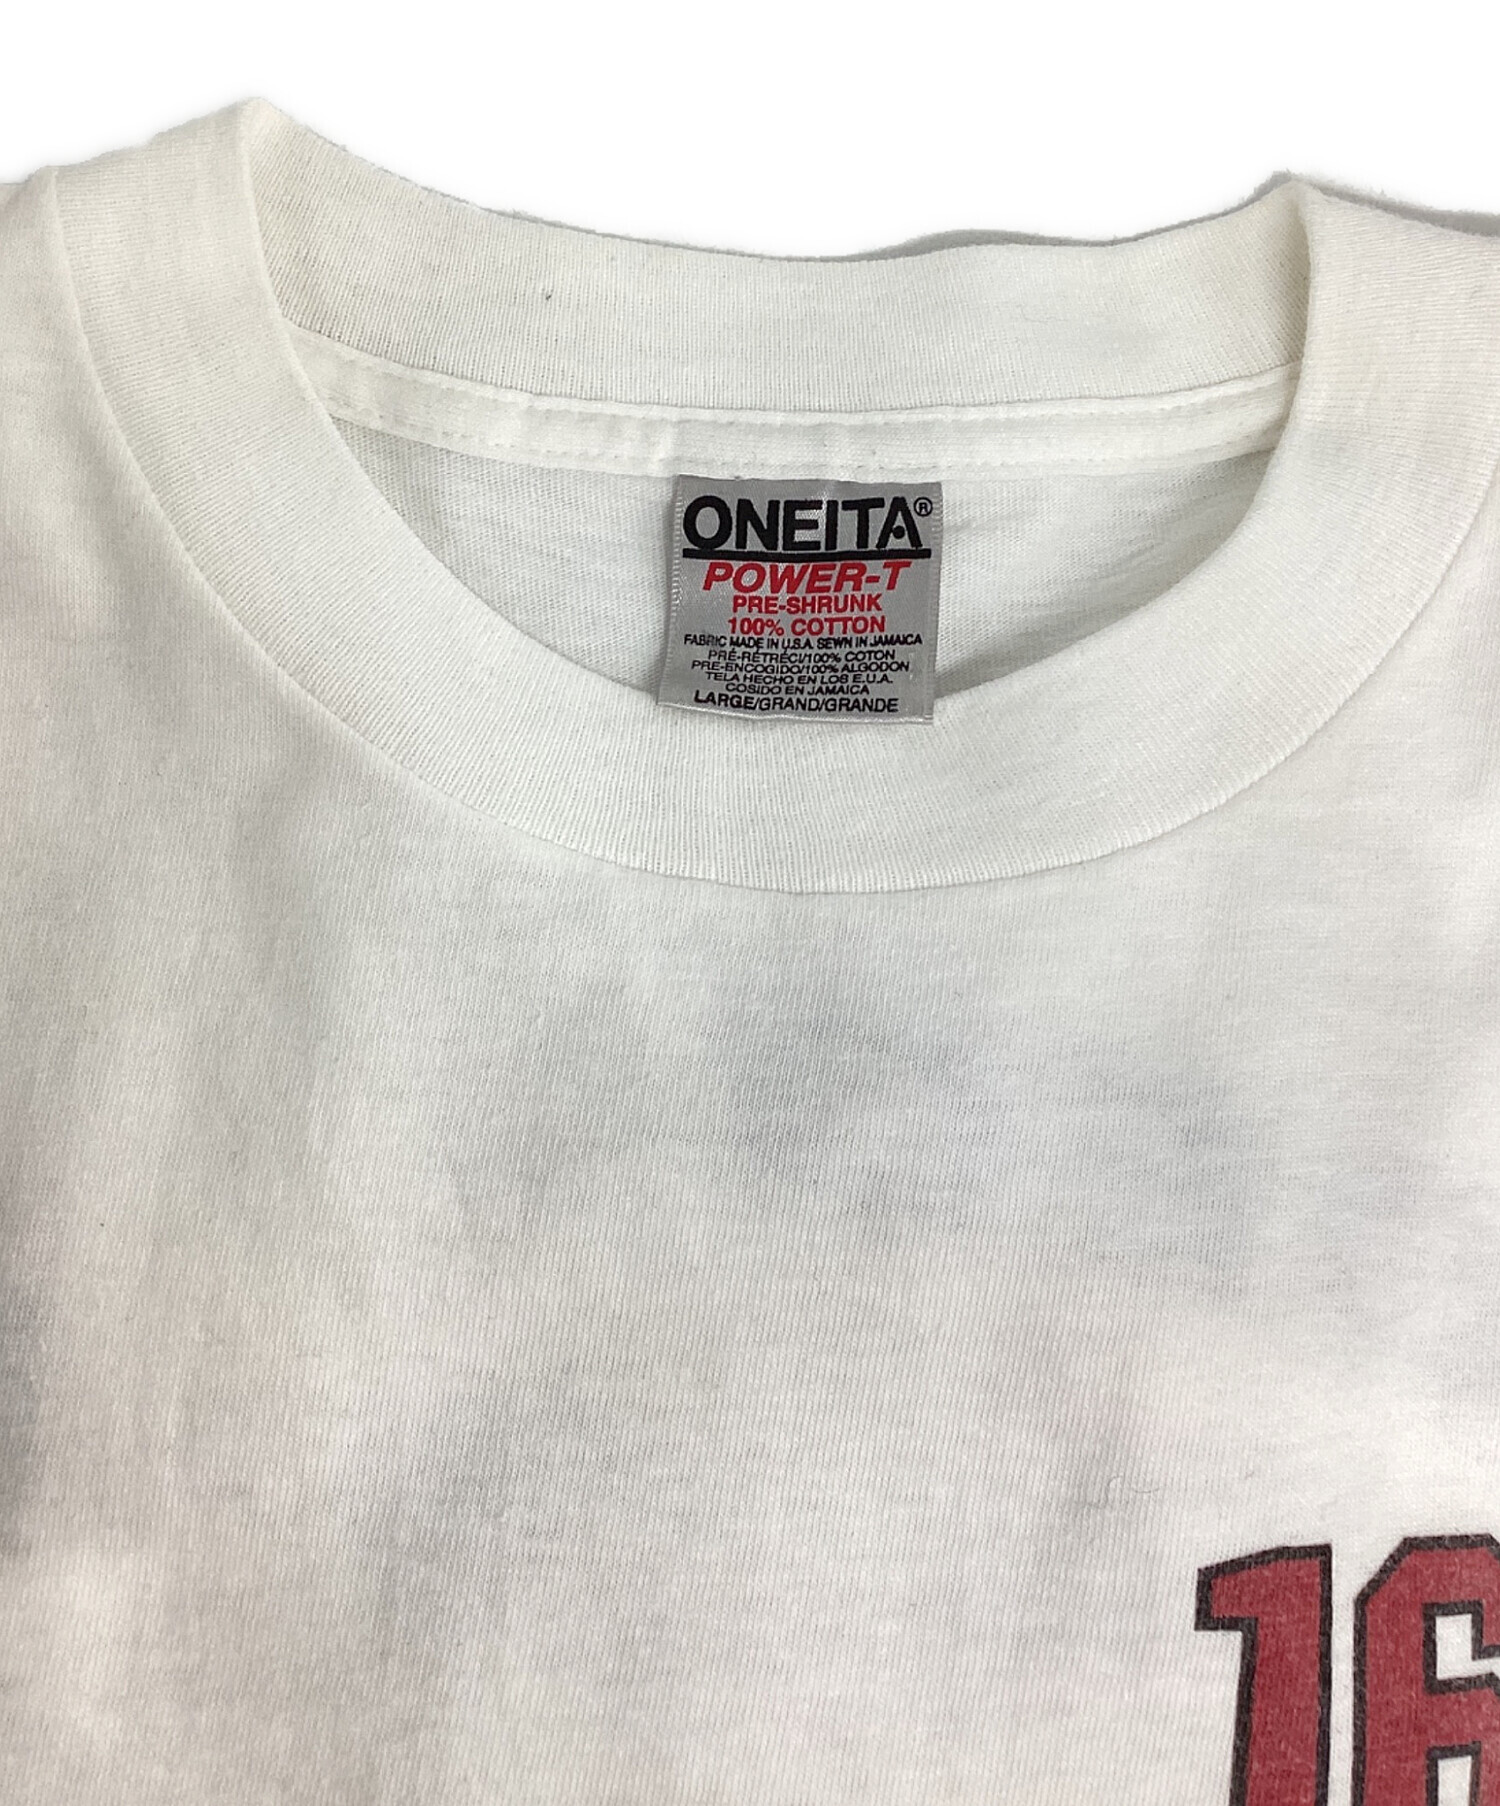 ONEITA®
POWER-T
PRE-SHRUNK
100% COTTON
FABRIC MADE IN U.S.A. SEWN IN JAMAICA
PRÉ-RÉTRÉCI/100% COTON
PRE-ENCOGIDO/100% ALGODON
TELA HECHO EN LOS E.U.A.
COSIDO EN JAMAICA
LARGE/GRAND/GRANDE
16